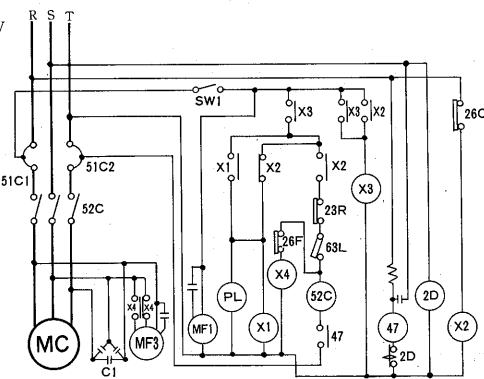 V
R S T
SW1
X3 X3 X2
26C
51C1 51C2
X1 X2 X2
X3
52C
23R
26F 63L
X4 X4
X4
PL
52C
2D
MC
MF3
MF1
X1
47
47
X2
C1
2D